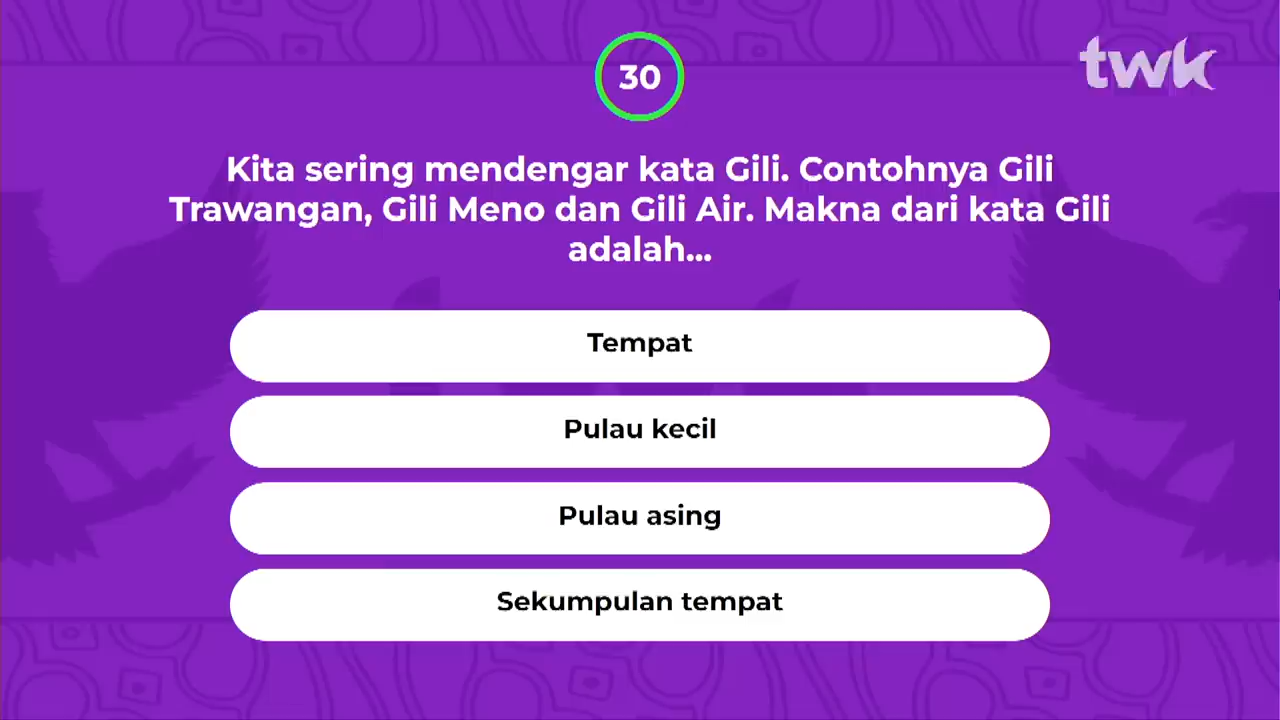 30
twk
Kita sering mendengar kata Gili. Contohnya Gili
Trawangan, Gili Meno dan Gili Air. Makna dari kata Gili
adalah...
Tempat
Pulau kecil
Pulau asing
Sekumpulan tempat